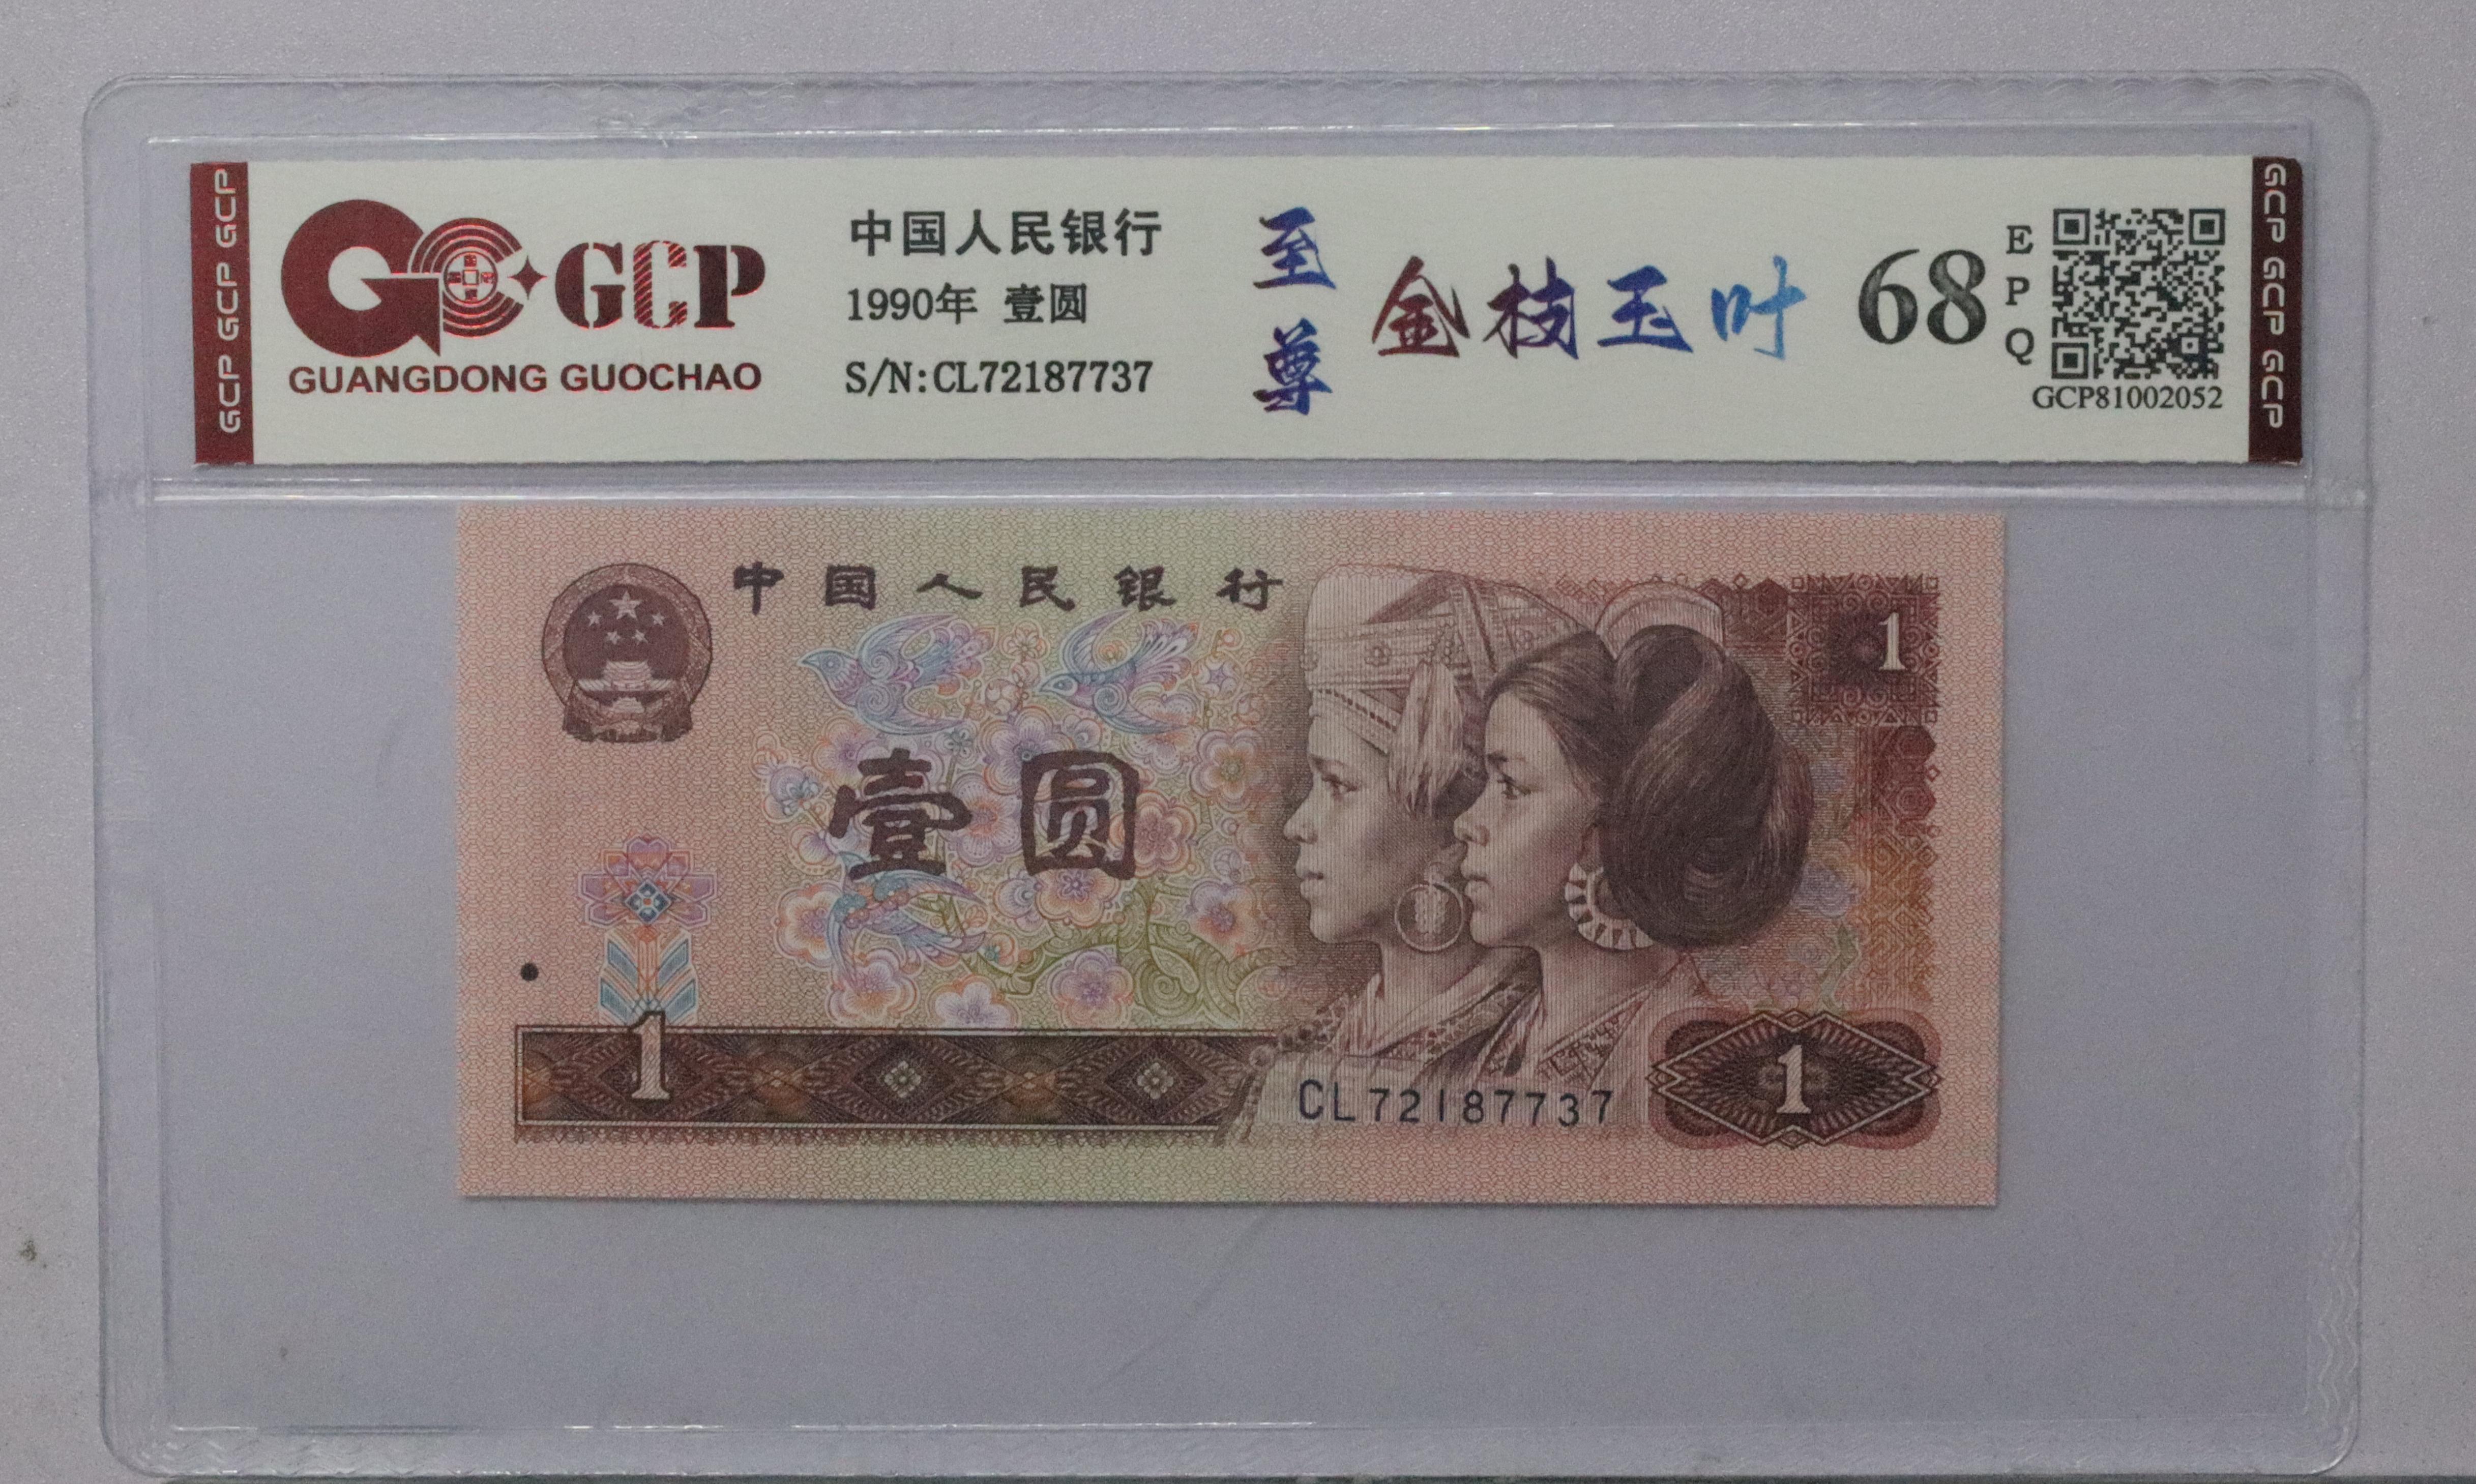 GCP GCP GCP
GCP
GUANGDONG GUOCHAO
中国人民银行
1990年 壹圆
S/N:CL72187737
至尊
金枝玉叶
68
EPQ
GCP81002052
GCP GCP GCP
中国人民银行
1
壹圆
1
CL72187737
1